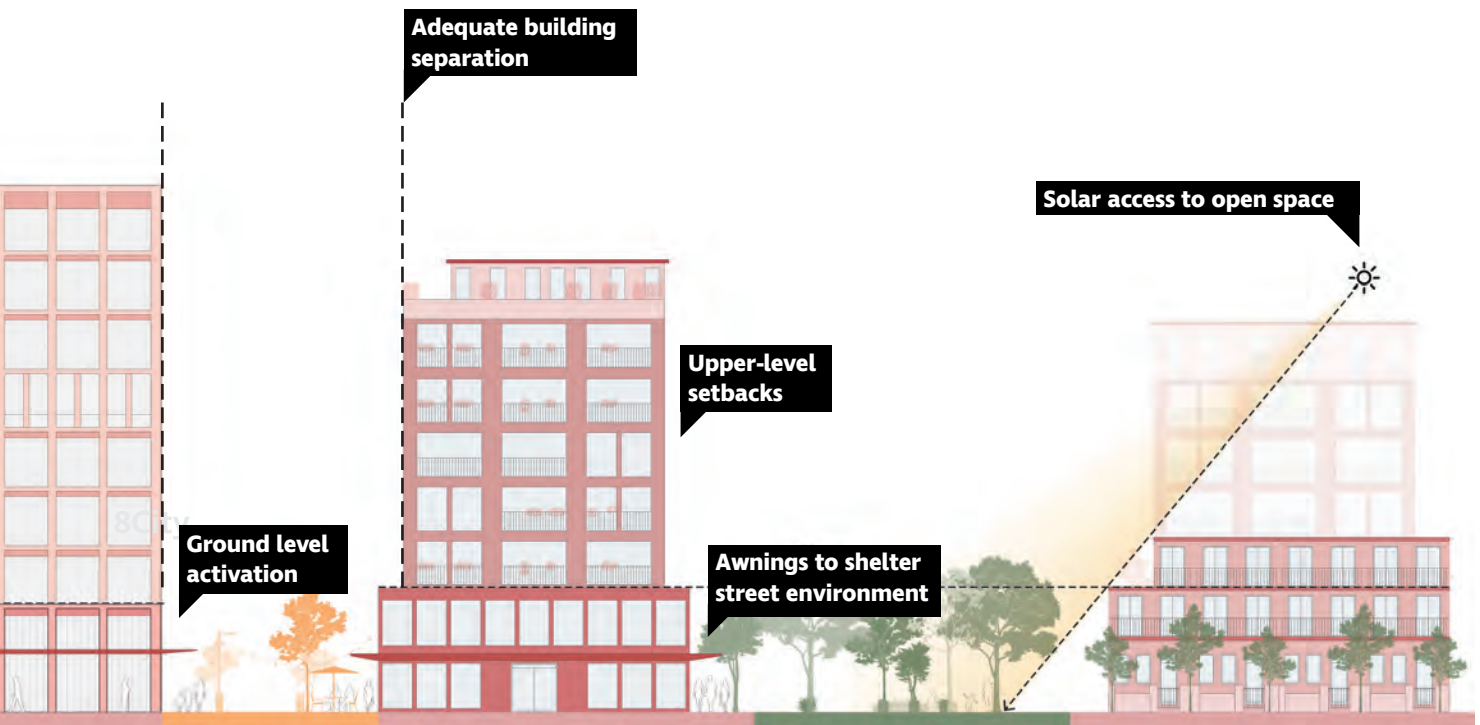 Adequate building
separation
Solar access to open space
Upper-level
setbacks
8City
Ground level
activation
Awnings to shelter
street environment